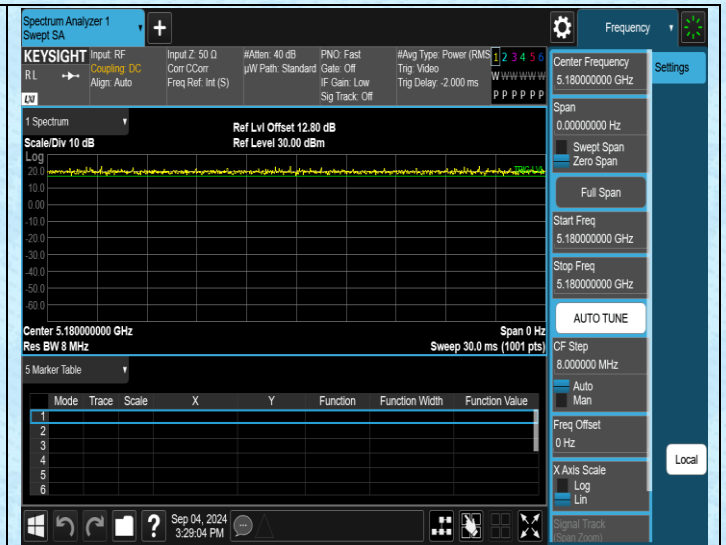 Spectrum Analyzer 1
Swept SA
Frequency
Settings
KEYSIGHT
RL
LXI
Input: RF
Coupling: DC
Align: Auto
Input Z: 50 Ω
Corr CCorr
Freq Ref: Int (S)
#Atten: 40 dB
µW Path: Standard
PNO: Fast
Gate: Off
IF Gain: Low
Sig Track: Off
#Avg Type: Power (RMS
Trig: Video
Trig Delay: -2.000 ms
1 2 3 4 5 6
W W W W W W
P P P P P P
1 Spectrum
Scale/Div 10 dB
Ref Lvl Offset 12.80 dB
Ref Level 30.00 dBm
Log
20.0
10.0
0.00
-10.0
-20.0
-30.0
-40.0
-50.0
-60.0
Center 5.180000000 GHz
Res BW 8 MHz
Span 0 Hz
Sweep 30.0 ms (1001 pts)
5 Marker Table
Mode Trace Scale X Y Function Function Width Function Value
1
2
3
4
5
6
Sep 04, 2024
3:29:04 PM
Center Frequency
5.180000000 GHz
Span
0.00000000 Hz
Swept Span
Zero Span
Full Span
Start Freq
5.180000000 GHz
Stop Freq
5.180000000 GHz
AUTO TUNE
CF Step
8.000000 MHz
Auto
Man
Freq Offset
0 Hz
X Axis Scale
Log
Lin
Signal Track
(Span Zoom)
Local